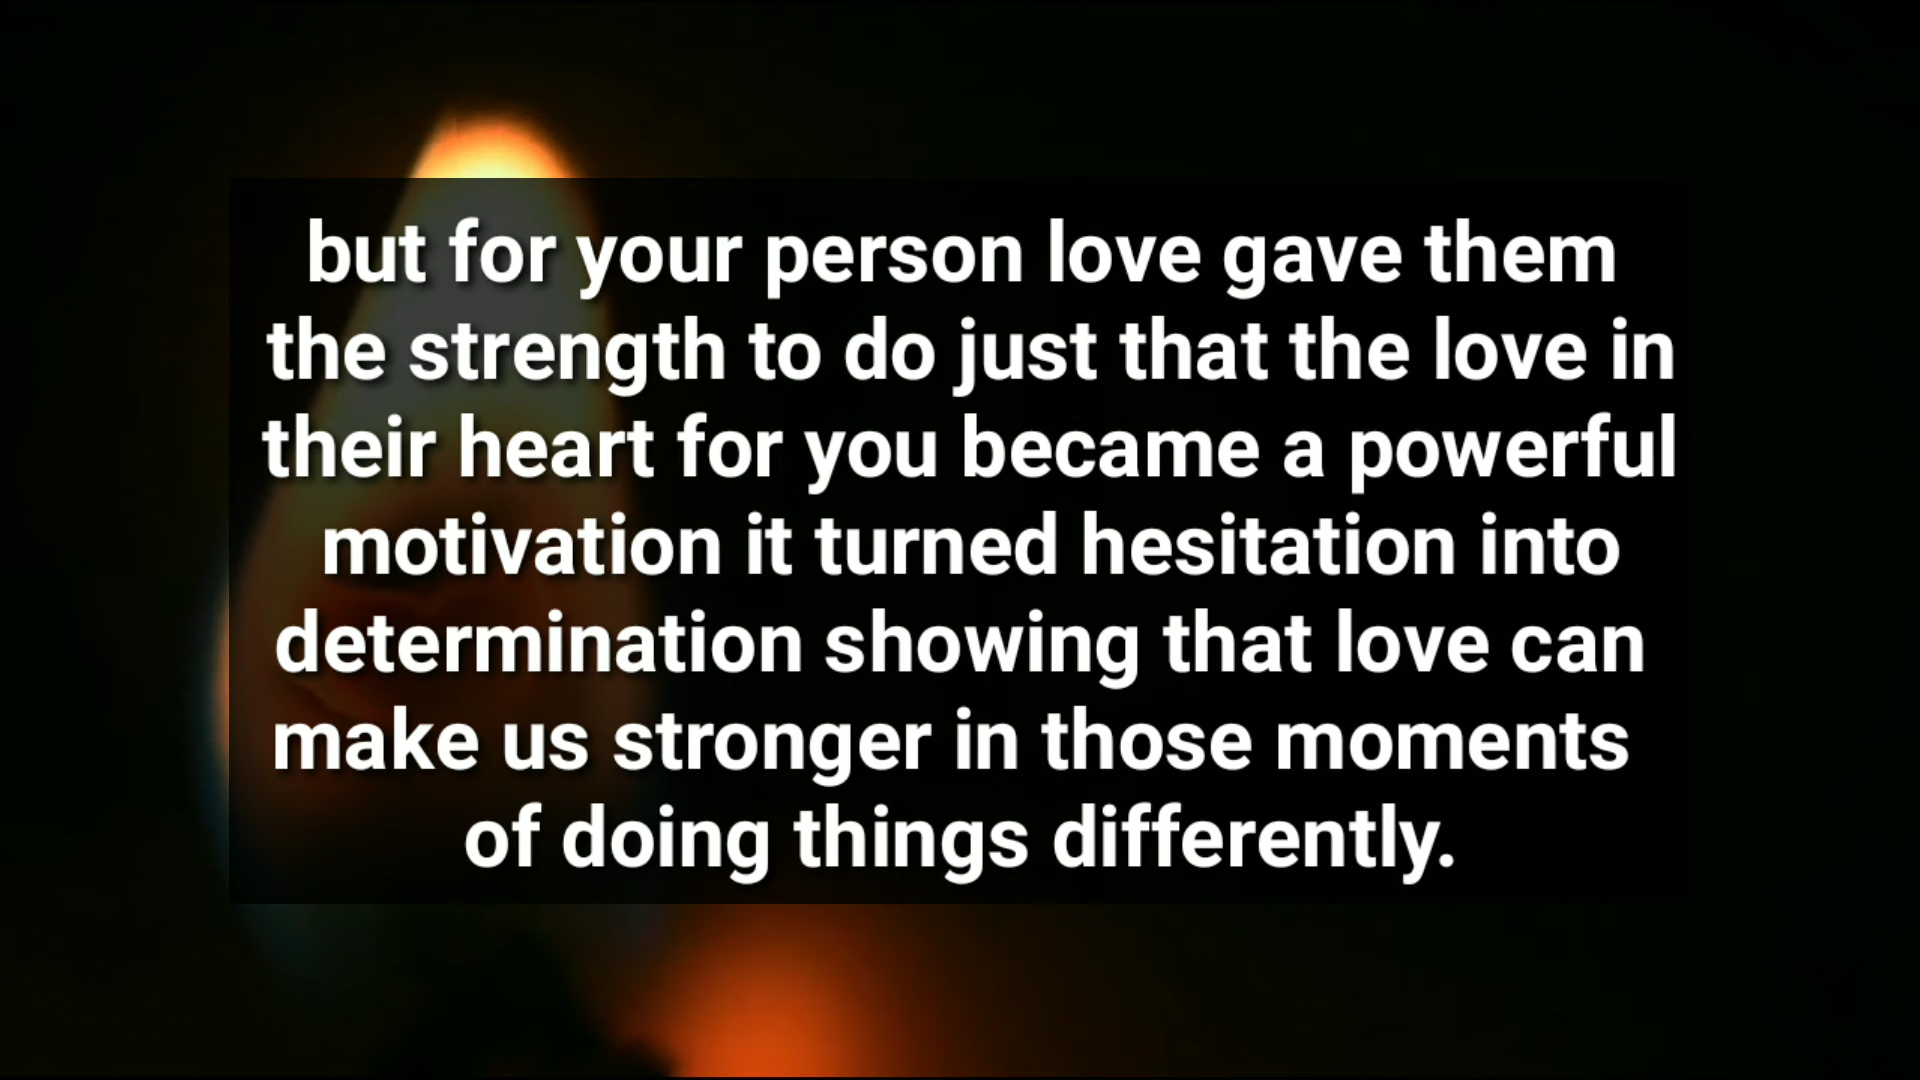 but for your person love gave them
the strength to do just that the love in
their heart for you became a powerful
motivation it turned hesitation into
determination showing that love can
make us stronger in those moments
of doing things differently.